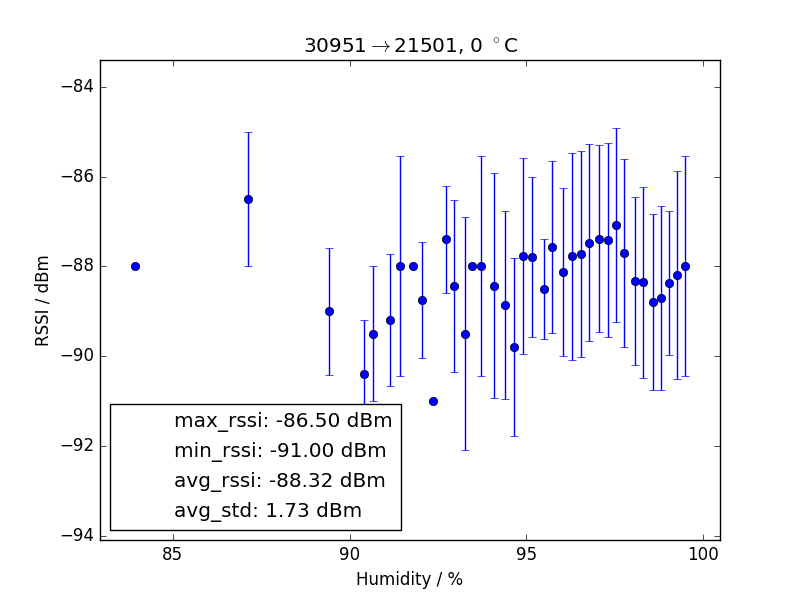 30951→21501, 0 °C
−84
−86
−88
−90
−92
−94
RSSI / dBm
max_rssi: -86.50 dBm
min_rssi: -91.00 dBm
avg_rssi: -88.32 dBm
avg_std: 1.73 dBm
85
90
95
100
Humidity / %